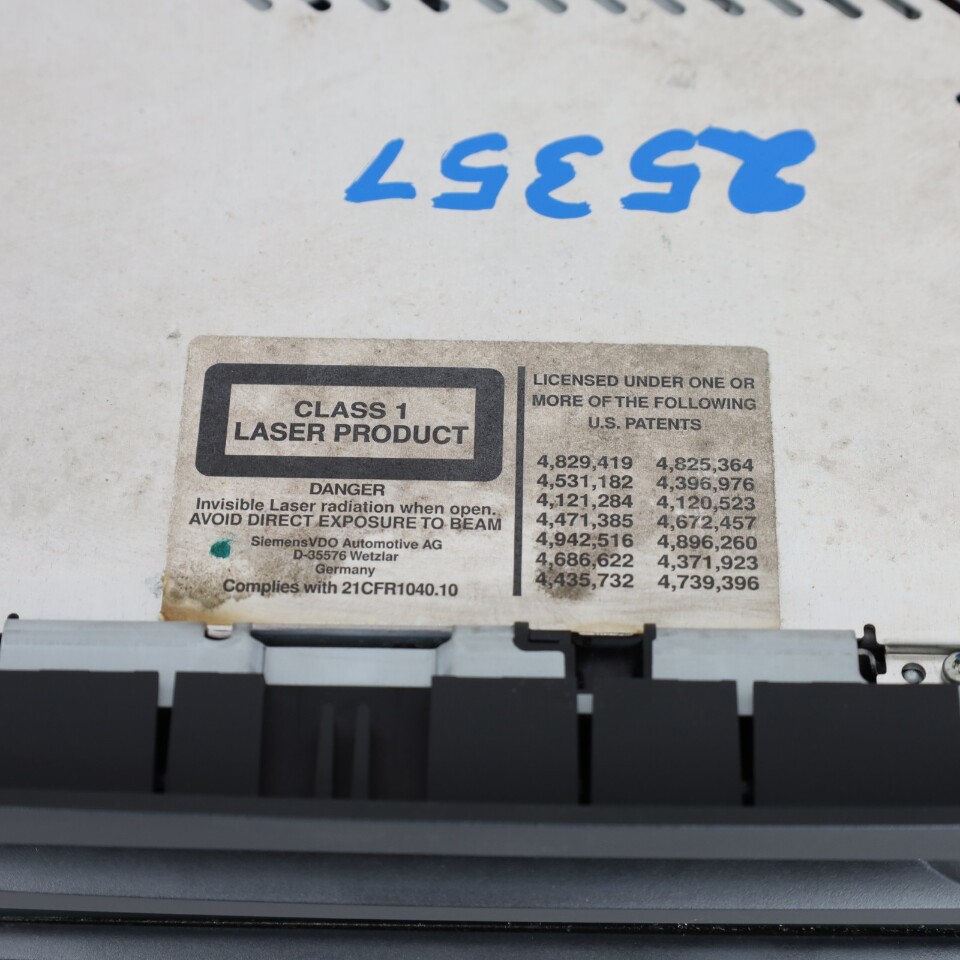 25357
CLASS 1
LASER PRODUCT
DANGER
Invisible Laser radiation when open.
AVOID DIRECT EXPOSURE TO BEAM
SiemensVDO Automotive AG
D-35576 Wetzlar
Germany
Complies with 21CFR1040.10
LICENSED UNDER ONE OR
MORE OF THE FOLLOWING
U.S. PATENTS
4,829,419 4,825,364
4,531,182 4,396,976
4,121,284 4,120,523
4,471,385 4,672,457
4,942,516 4,896,260
4,686,622 4,371,923
4,435,732 4,739,396